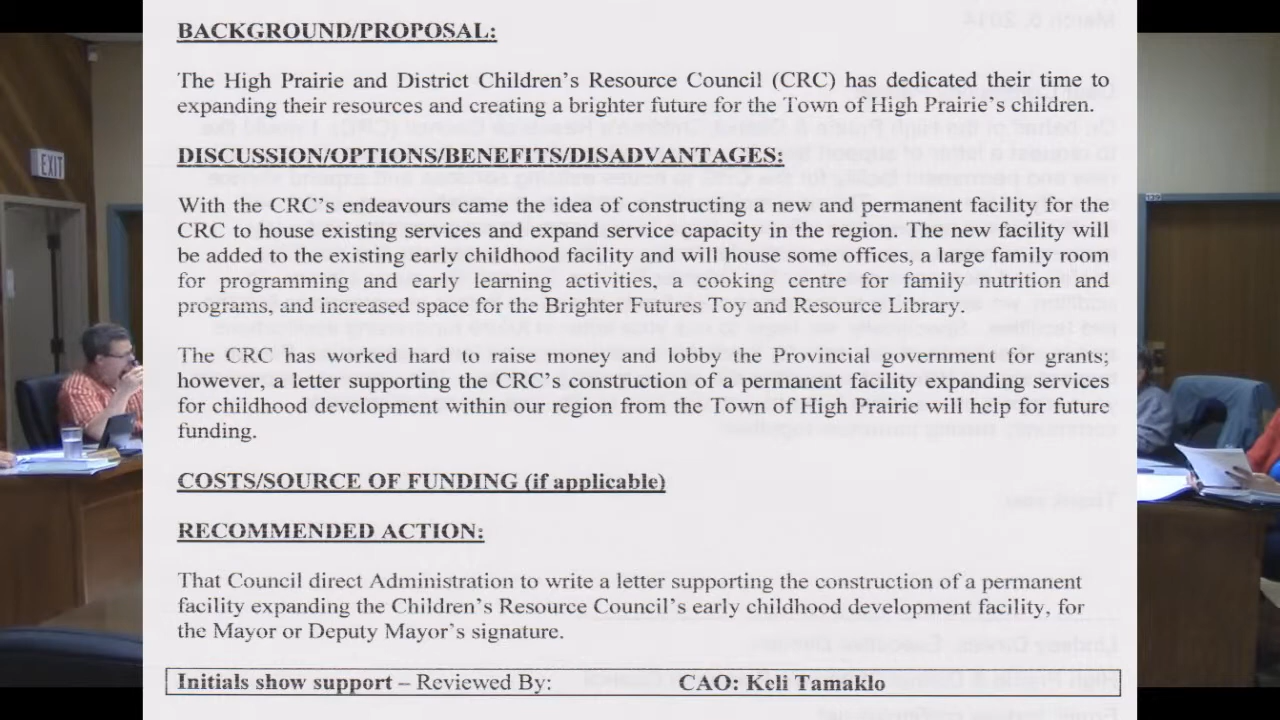 BACKGROUND/PROPOSAL:
The High Prairie and District Children's Resource Council (CRC) has dedicated their time to
expanding their resources and creating a brighter future for the Town of High Prairie's children.
DISCUSSION/OPTIONS/BENEFITS/DISADVANTAGES:
With the CRC's endeavours came the idea of constructing a new and permanent facility for the
CRC to house existing services and expand service capacity in the region. The new facility will
be added to the existing early childhood facility and will house some offices, a large family room
for programming and early learning activities, a cooking centre for family nutrition and
programs, and increased space for the Brighter Futures Toy and Resource Library.
The CRC has worked hard to raise money and lobby the Provincial government for grants;
however, a letter supporting the CRC's construction of a permanent facility expanding services
for childhood development within our region from the Town of High Prairie will help for future
funding.
COSTS/SOURCE OF FUNDING (if applicable)
RECOMMENDED ACTION:
That Council direct Administration to write a letter supporting the construction of a permanent
facility expanding the Children's Resource Council's early childhood development facility, for
the Mayor or Deputy Mayor's signature.
Initials show support – Reviewed By: CAO: Keli Tamaklo
EXIT